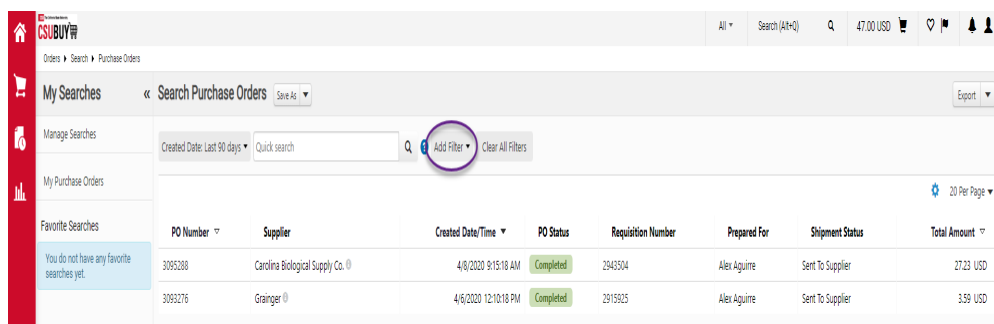 CSUBUY
All Search (Alt+Q) 47.00 USD
Orders Search Purchase Orders
My Searches « Search Purchase Orders Save As Export
Manage Searches
Created Date: Last 90 days Quick search Add Filter Clear All Filters
My Purchase Orders
20 Per Page
Favorite Searches
PO Number Supplier Created Date/Time PO Status Requisition Number Prepared For Shipment Status Total Amount
You do not have any favorite
searches yet.
3095288 Carolina Biological Supply Co. 4/8/2020 9:15:18 AM Completed 2943504 Alex Aguirre Sent To Supplier 27.23 USD
3093276 Grainger 4/6/2020 12:10:18 PM Completed 2915925 Alex Aguirre Sent To Supplier 3.59 USD